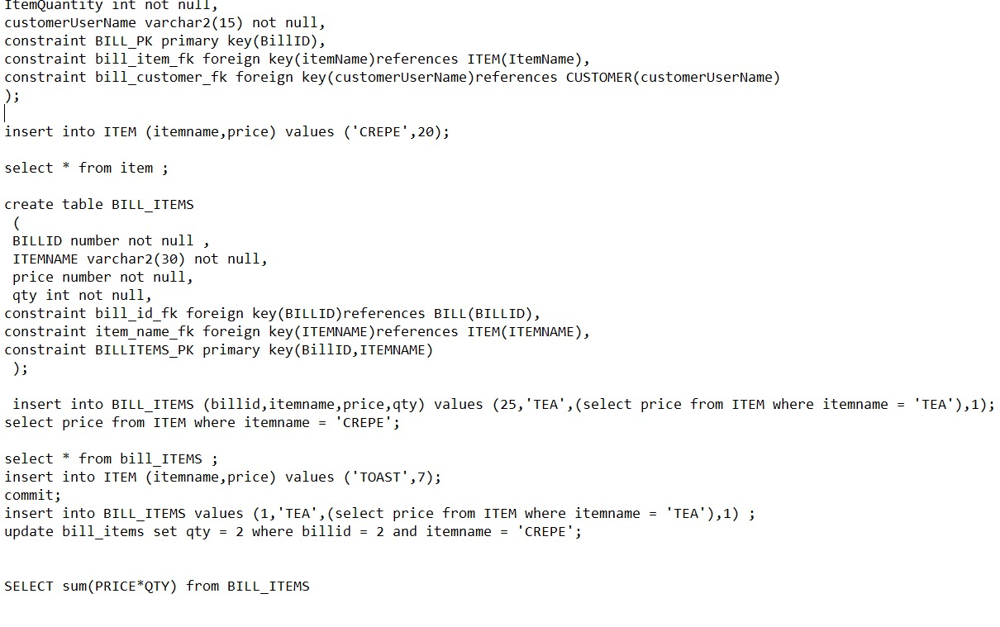 ItemQuantity int not null,
customerUserName varchar2(15) not null,
constraint BILL_PK primary key(BillID),
constraint bill_item_fk foreign key(itemName)references ITEM(ItemName),
constraint bill_customer_fk foreign key(customerUserName)references CUSTOMER(customerUserName)
);
insert into ITEM (itemname,price) values ('CREPE',20);
select * from item ;
create table BILL_ITEMS
(
BILLID number not null ,
ITEMNAME varchar2(30) not null,
price number not null,
qty int not null,
constraint bill_id_fk foreign key(BILLID)references BILL(BILLID),
constraint item_name_fk foreign key(ITEMNAME)references ITEM(ITEMNAME),
constraint BILLITEMS_PK primary key(BillID,ITEMNAME)
);
insert into BILL_ITEMS (billid,itemname,price,qty) values (25,'TEA',(select price from ITEM where itemname = 'TEA'),1);
select price from ITEM where itemname = 'CREPE';
select * from bill_ITEMS ;
insert into ITEM (itemname,price) values ('TOAST',7);
commit;
insert into BILL_ITEMS values (1,'TEA',(select price from ITEM where itemname = 'TEA'),1) ;
update bill_items set qty = 2 where billid = 2 and itemname = 'CREPE';
SELECT sum(PRICE*QTY) from BILL_ITEMS